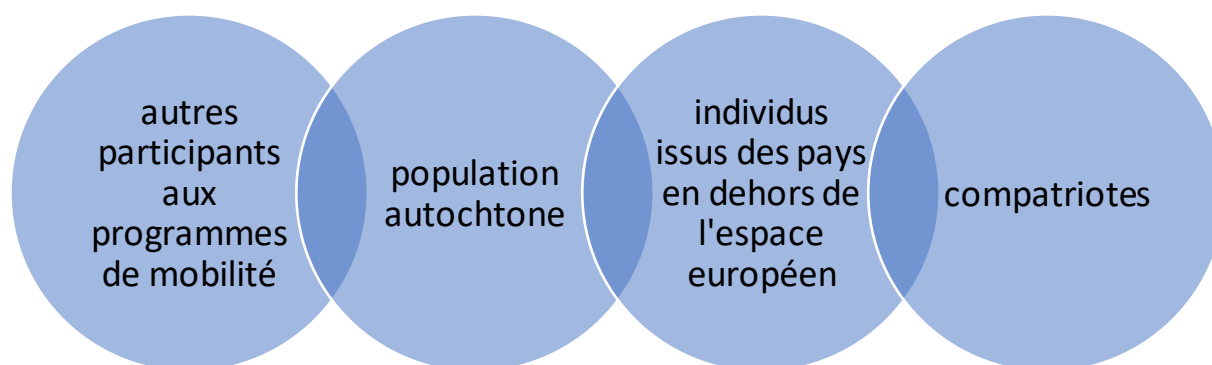 autres
participants
aux
programmes
de mobilité
population
autochtone
individus
issus des pays
en dehors de
l'espace
européen
compatriotes